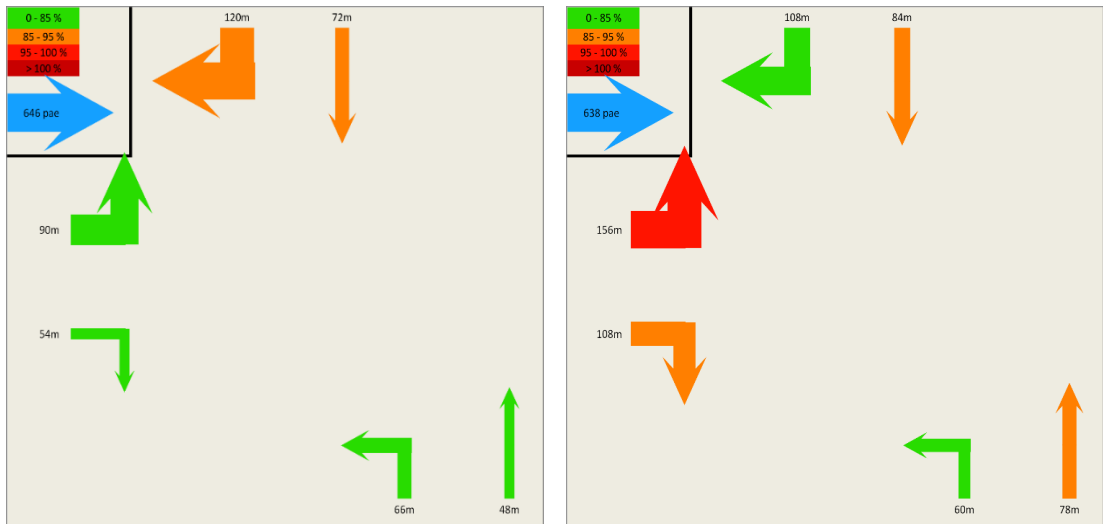 0 - 85 %
85 - 95 %
95 - 100 %
> 100 %
646 pae
120m
72m
90m
54m
66m
48m
0 - 85 %
85 - 95 %
95 - 100 %
> 100 %
638 pae
108m
84m
156m
108m
60m
78m